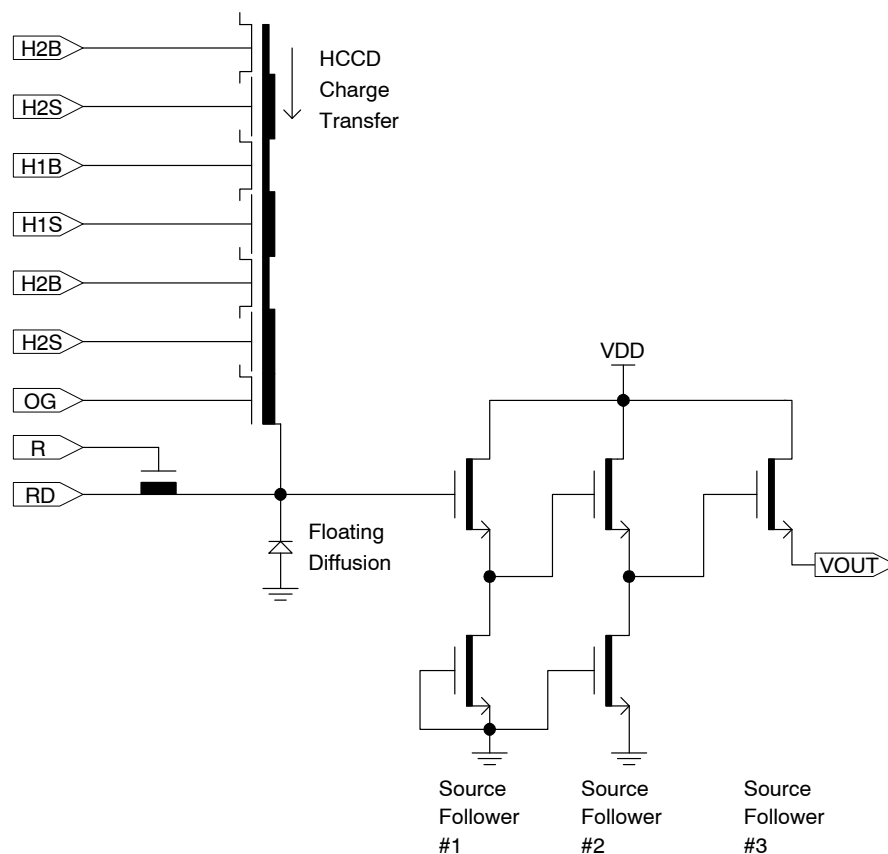 H2B
HCCD
Charge
Transfer
H2S
H1B
H1S
H2B
H2S
OG
R
RD
VDD
Floating
Diffusion
VOUT
Source
Follower
#1
Source
Follower
#2
Source
Follower
#3